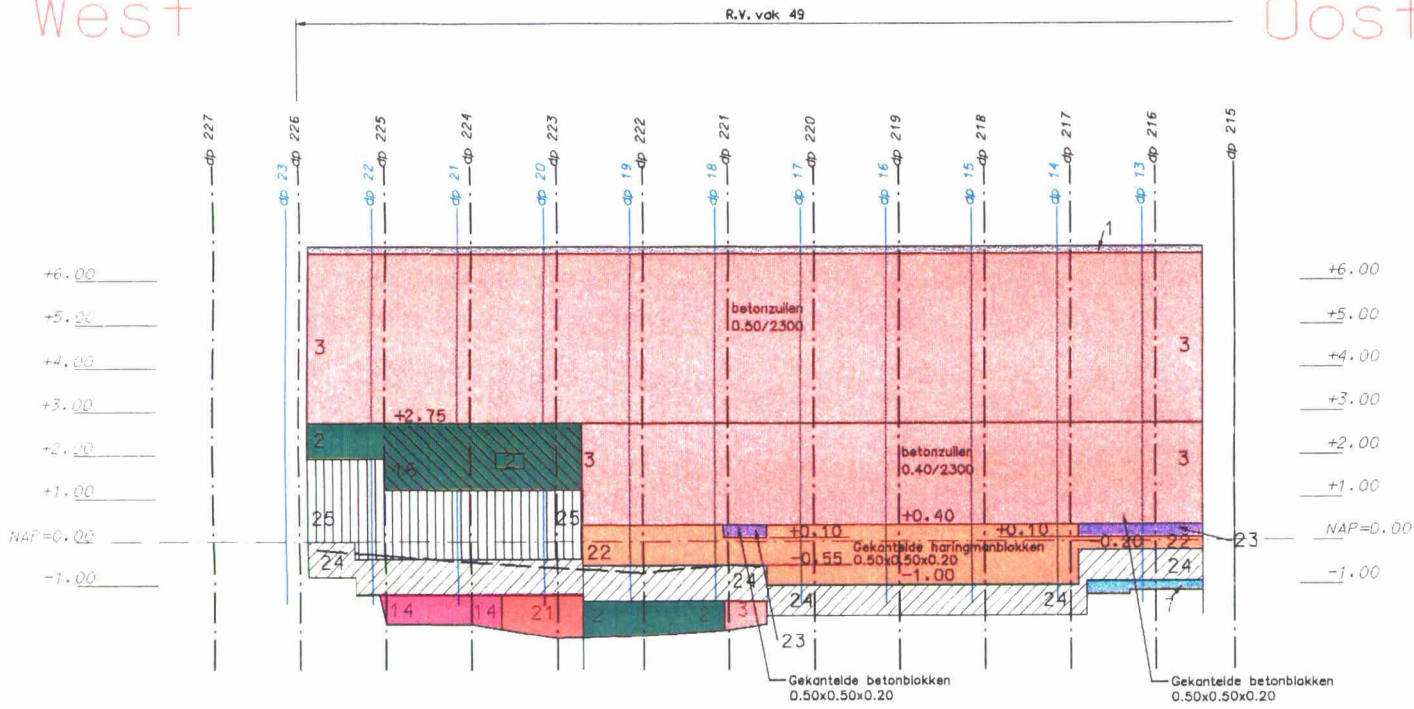 West
R.V. vak 49
Oost
dp 227
dp 226
dp 225
dp 224
dp 223
dp 222
dp 221
dp 220
dp 219
dp 218
dp 217
dp 216
dp 215
dp 23
dp 22
dp 21
dp 20
dp 19
dp 18
dp 17
dp 16
dp 15
dp 14
dp 13
1
+6.00
+6.00
+5.00
betonzuilen
0.50/2300
+5.00
+4.00
3
3
+4.00
+3.00
+2.75
+3.00
+2.00
2
15
2
3
betonzuilen
0.40/2300
3
+2.00
+1.00
+1.00
25
25
+0.40
NAP=0.00
+0.10
+0.10
-0.20
22
23
NAP=0.00
24
22
-0.55
Gekantelde haringmanblokken
0.50x0.50x0.20
24
-1.00
24
-1.00
-1.00
24
24
7
14
14
21
2
2
3
23
Gekantelde betonblokken
0.50x0.50x0.20
Gekantelde betonblokken
0.50x0.50x0.20